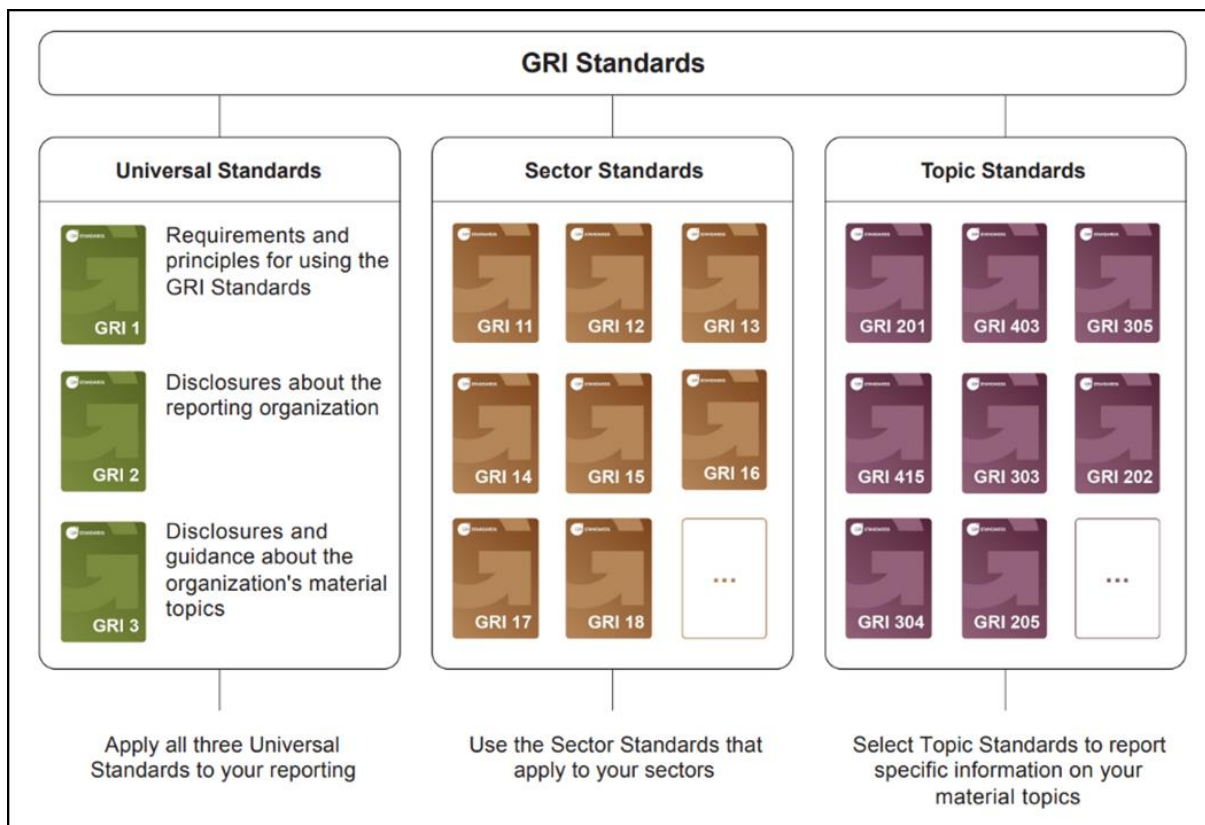 GRI Standards
Universal Standards
GRI 1
Requirements and
principles for using the
GRI Standards
GRI 2
Disclosures about the
reporting organization
GRI 3
Disclosures and
guidance about the
organization's material
topics
Apply all three Universal
Standards to your reporting
Sector Standards
GRI 11
GRI 12
GRI 13
GRI 14
GRI 15
GRI 16
GRI 17
GRI 18
...
Use the Sector Standards that
apply to your sectors
Topic Standards
GRI 201
GRI 403
GRI 305
GRI 415
GRI 303
GRI 202
GRI 304
GRI 205
...
Select Topic Standards to report
specific information on your
material topics